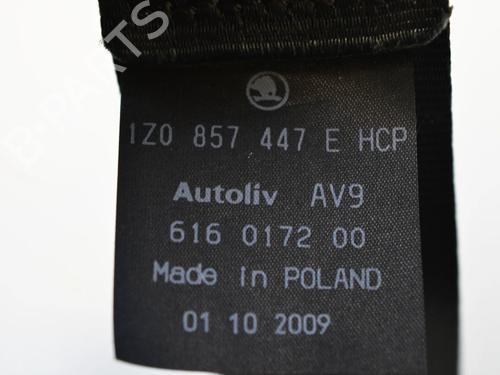 B-PARTS
1Z0 857 447 E HCP
Autoliv AV9
616 0172 00
Made in POLAND
01 10 2009